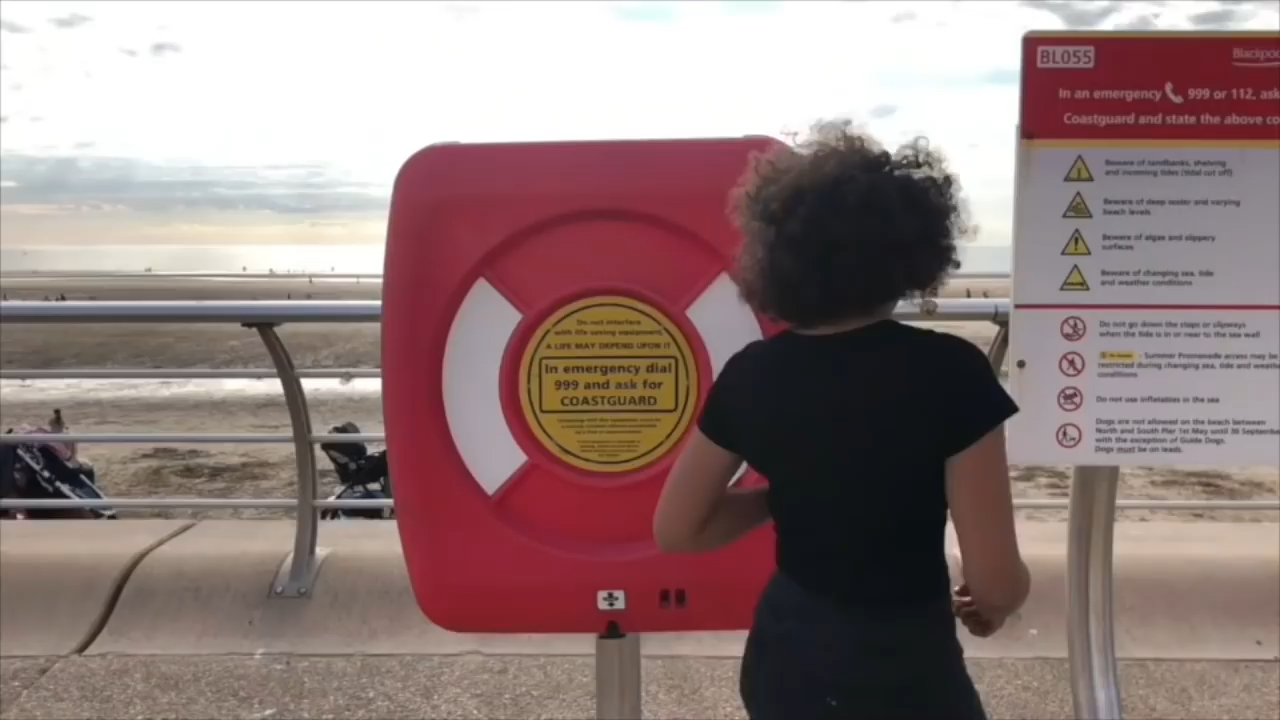 Do not interfere
with life saving equipment,
A LIFE MAY DEPEND UPON IT
In emergency dial
999 and ask for
COASTGUARD
BL055
In an emergency 999 or 112, ask
Coastguard and state the above
Beware of sandbanks, shelving
and incoming tides (tidal cut off)
Beware of deep water and varying
beach levels
Beware of algae and slippery
surfaces
Beware of changing sea, tide
and weather conditions
Do not go down the steps or slipways
when the tide is in or near to the sea wall
- Summer Promenade access may be
restricted during changing sea, tide and
conditions
Do not use inflatables in the sea
Dogs are not allowed on the beach between
North and South Pier 1st May until 30
with the exception of Guide Dogs.
Dogs must be on leads.